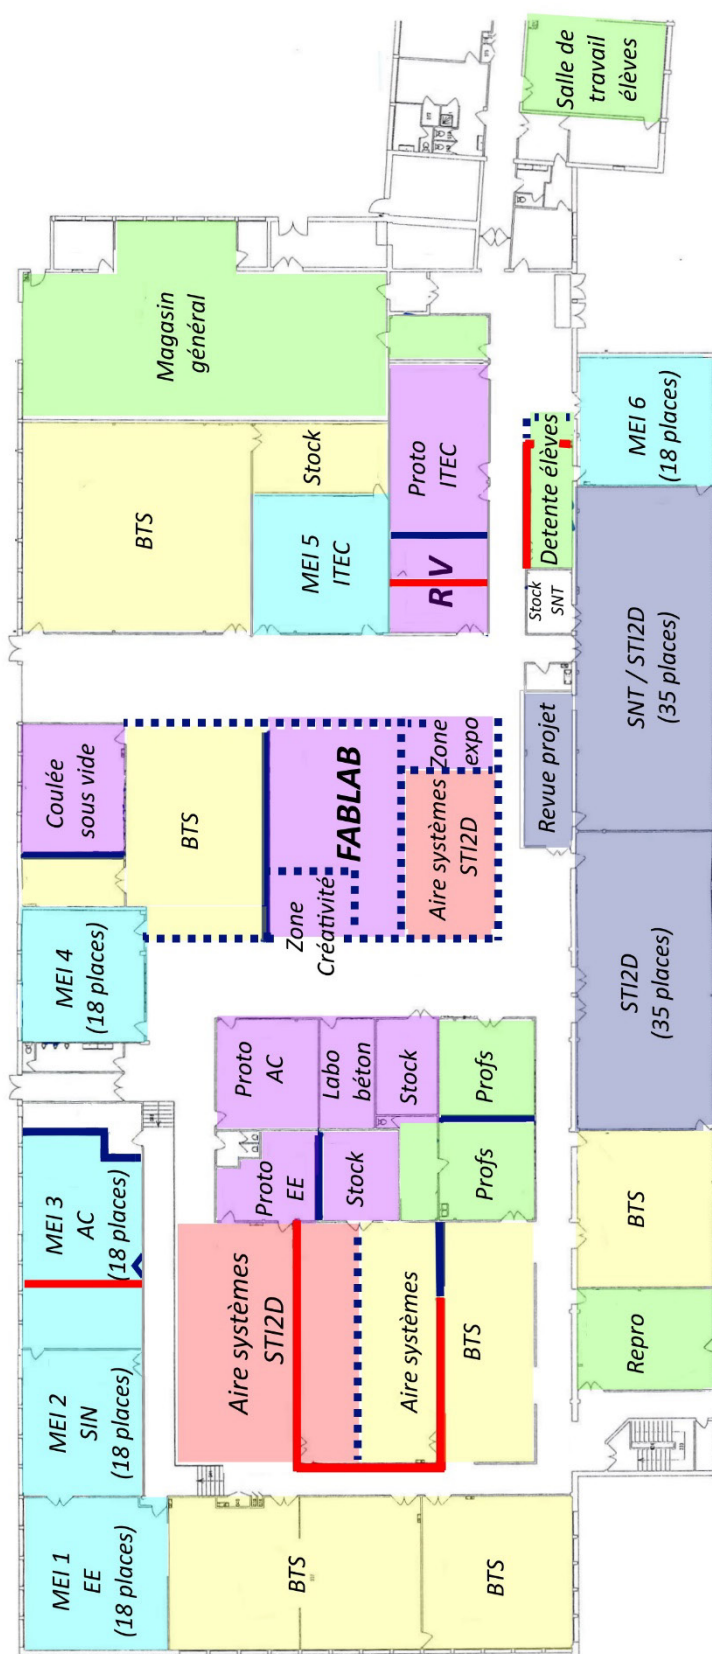 Salle de
travail
élèves
Magasin
général
BTS
Stock
MEI 5
ITEC
Proto
ITEC
R V
Detente élèves
Stock
SNT
MEI 6
(18 places)
SNT / STI2D
(35 places)
Coulée
sous vide
BTS
FABLAB
Zone
expo
Aire systèmes
STI2D
Zone
Créativité
Revue projet
MEI 4
(18 places)
STI2D
(35 places)
Proto
AC
Labo
béton
Stock
Profs
MEI 3
AC
(18 places)
Proto
EE
Stock
Profs
BTS
Aire systèmes
STI2D
Aire systèmes
BTS
Repro
MEI 2
SIN
(18 places)
MEI 1
EE
(18 places)
BTS
BTS